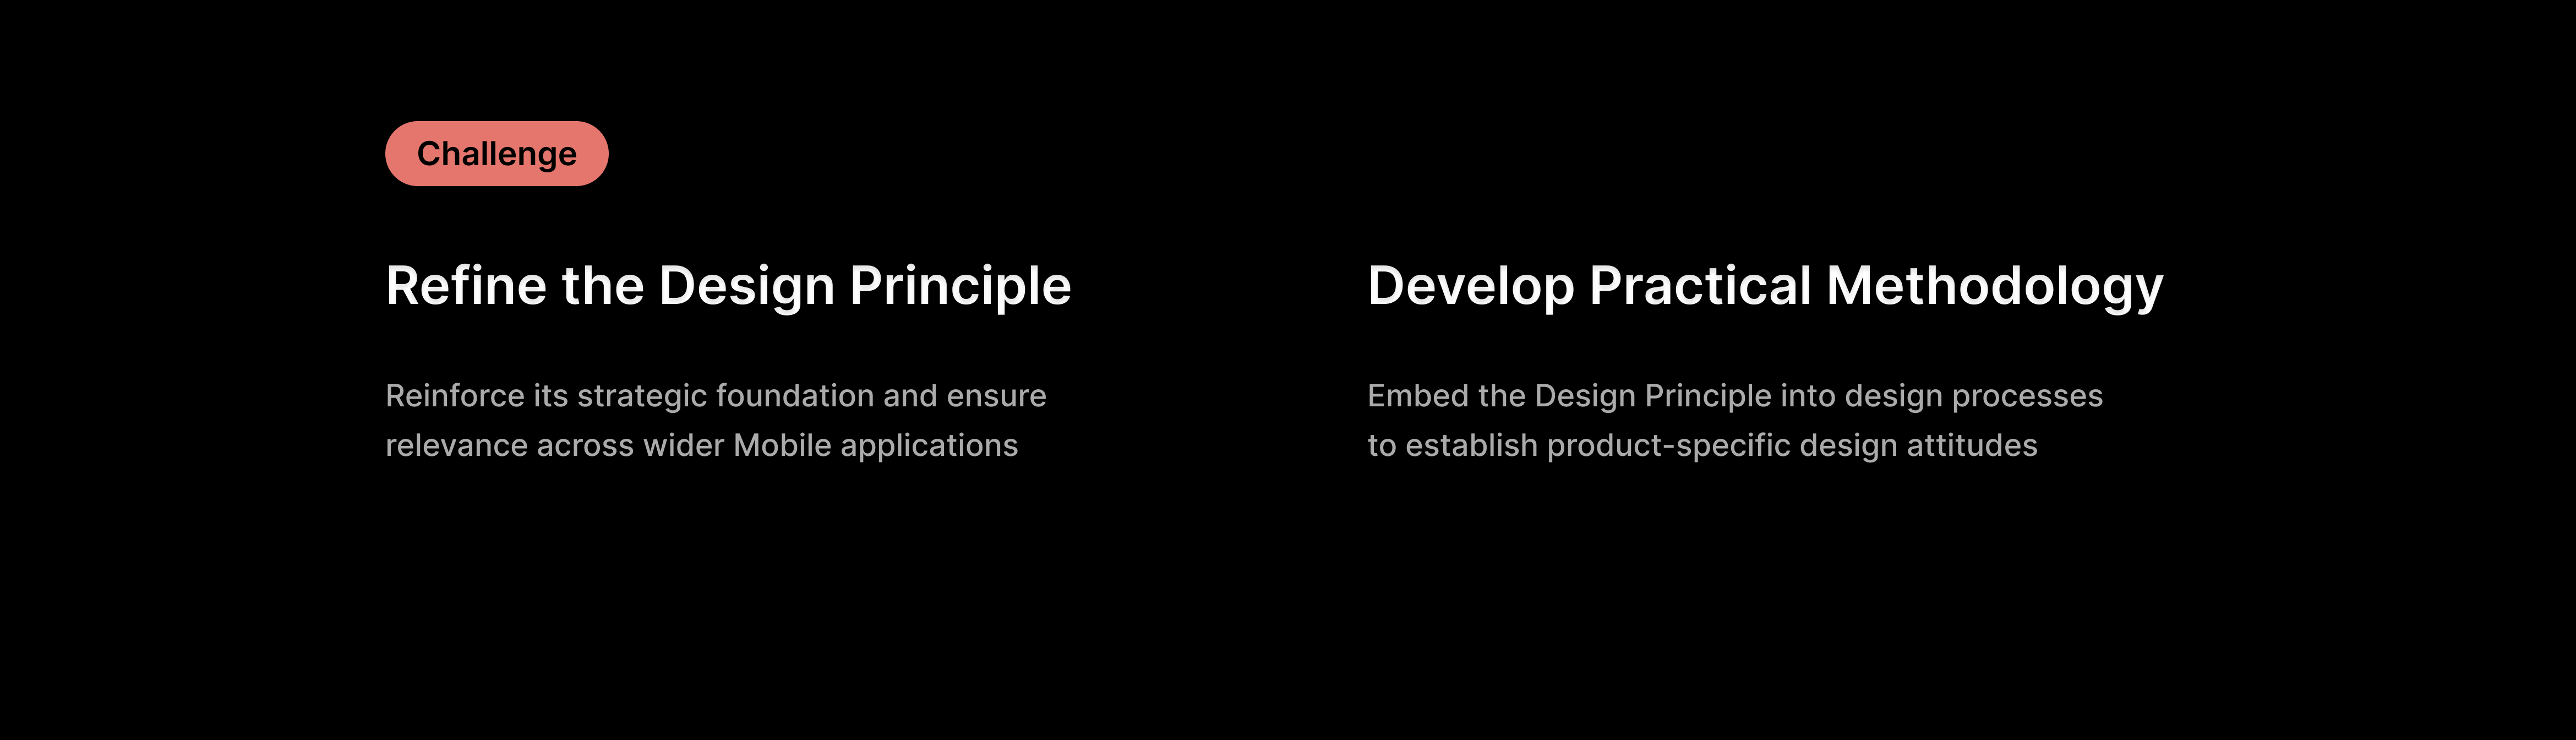 Challenge
Refine the Design Principle
Reinforce its strategic foundation and ensure
relevance across wider Mobile applications
Develop Practical Methodology
Embed the Design Principle into design processes
to establish product-specific design attitudes